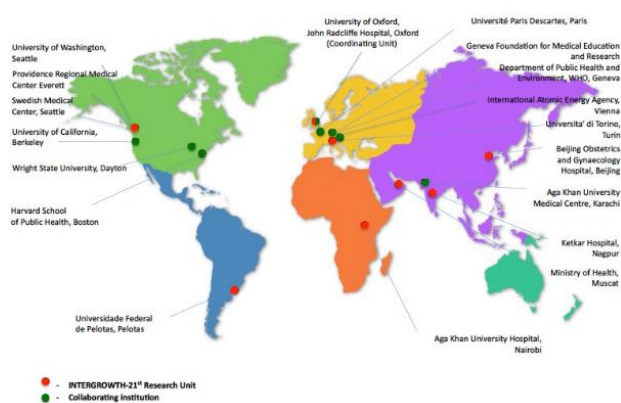 University of Oxford,
John Radcliffe Hospital, Oxford
(Coordinating Unit)
Université Paris Descartes, Paris
Geneva Foundation for Medical Education
and Research
Department of Public Health and
Environment, WHO, Geneva
International Atomic Energy Agency,
Vienna
Universita' di Torino,
Turin
Beijing Obstetrics
and Gynaecology
Hospital, Beijing
Aga Khan University
Medical Centre, Karachi
Ketkar Hospital,
Nagpur
Ministry of Health,
Muscat
Aga Khan University Hospital,
Nairobi
University of Washington,
Seattle
Providence Regional Medical
Center Everett
Swedish Medical
Center, Seattle
University of California,
Berkeley
Wright State University, Dayton
Harvard School
of Public Health, Boston
Universidade Federal
de Pelotas, Pelotas
- INTERGROWTH-21st Research Unit
- Collaborating institution